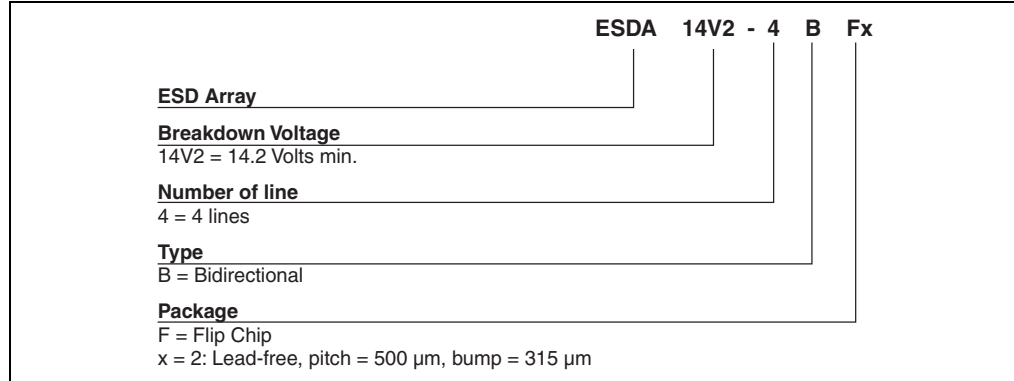 ESDA 14V2 - 4 B Fx
ESD Array
Breakdown Voltage
14V2 = 14.2 Volts min.
Number of line
4 = 4 lines
Type
B = Bidirectional
Package
F = Flip Chip
x = 2: Lead-free, pitch = 500 µm, bump = 315 µm